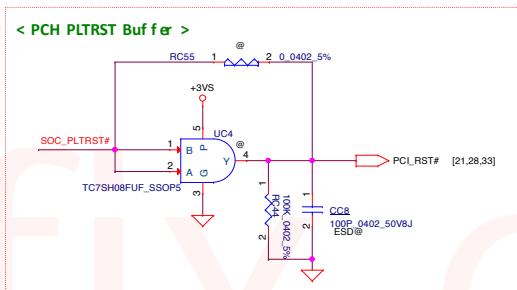 < PCH PLTRST Buffer >
@
RC55 1 2 0_0402_5%
+3VS
5
UC4
SOC_PLTRST#
1 B P @
Y 4
2 A G
3
TC7SH08FUF_SSOP5
PCI_RST# [21,28,33]
1
RC44
100K_0402_5%
2
1
CC8
100P_0402_50V8J
2
ESD@